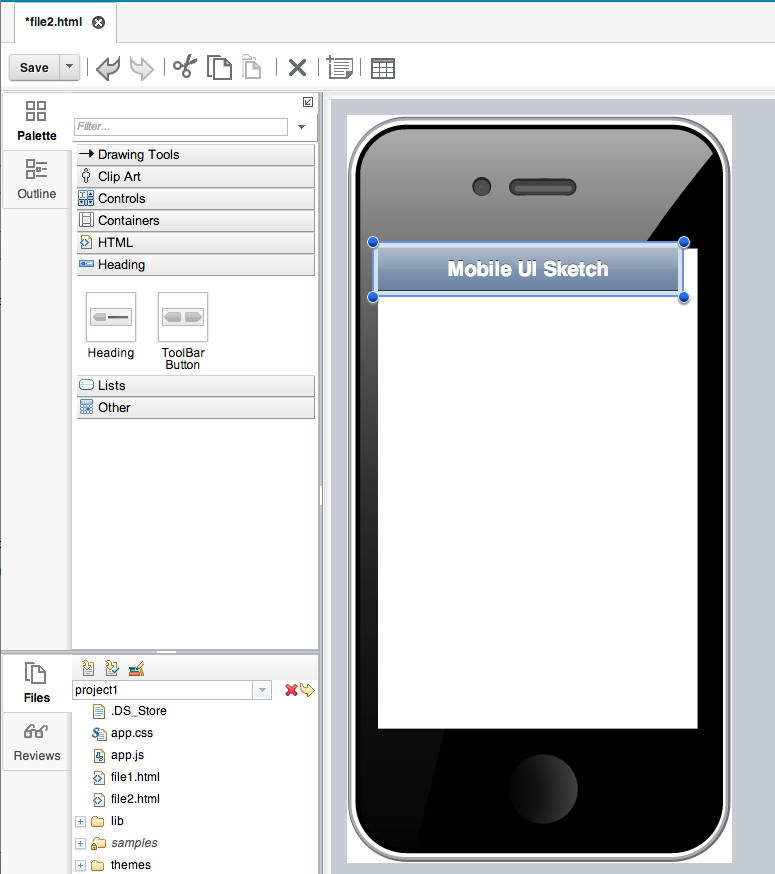 *file2.html
Save
Palette
Filter...
Drawing Tools
Clip Art
Controls
Containers
HTML
Heading
Heading
ToolBar
Button
Lists
Other
Outline
Mobile UI Sketch
Files
project1
.DS_Store
app.css
app.js
file1.html
file2.html
lib
samples
themes
Reviews